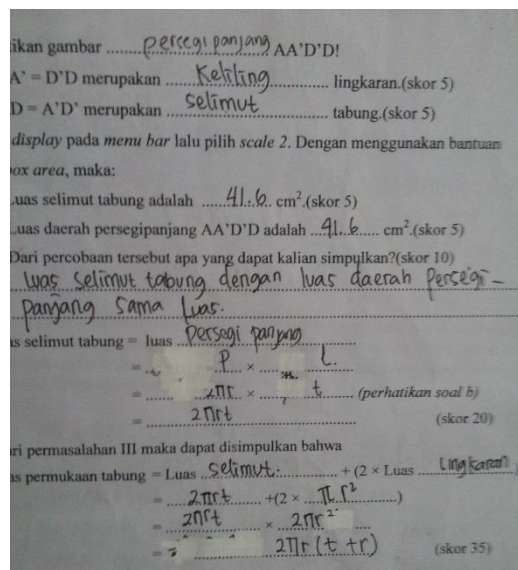 ikan gambar ........persegi panjang AA'D'D!
A' = D'D merupakan ......Keliling............... lingkaran.(skor 5)
D = A'D' merupakan .....selimut................ tabung.(skor 5)
display pada menu bar lalu pilih scale 2. Dengan menggunakan bantuan
ox area, maka:
Luas selimut tabung adalah ......41.6.. cm².(skor 5)
Luas daerah persegipanjang AA'D'D adalah ...41.6..... cm².(skor 5)
Dari percobaan tersebut apa yang dapat kalian simpulkan?(skor 10)
luas selimut tabung dengan luas daerah persegi-
panjang sama luas.
as selimut tabung = luas ..persegi panjang..........
= ..... P... × ..... L.....
= ...... 2πr.. × ........t........ (perhatikan soal b)
= ........2πrt........ (skor 20)
ri permasalahan III maka dapat disimpulkan bahwa
as permukaan tabung = Luas ..selimut............ + (2 × Luas ...Lingkaran
= .....2πrt........ +(2 × ....πr²............)
= ....2πrt........ × ...2πr²......
= ........ 2πr(t + r) (skor 35)